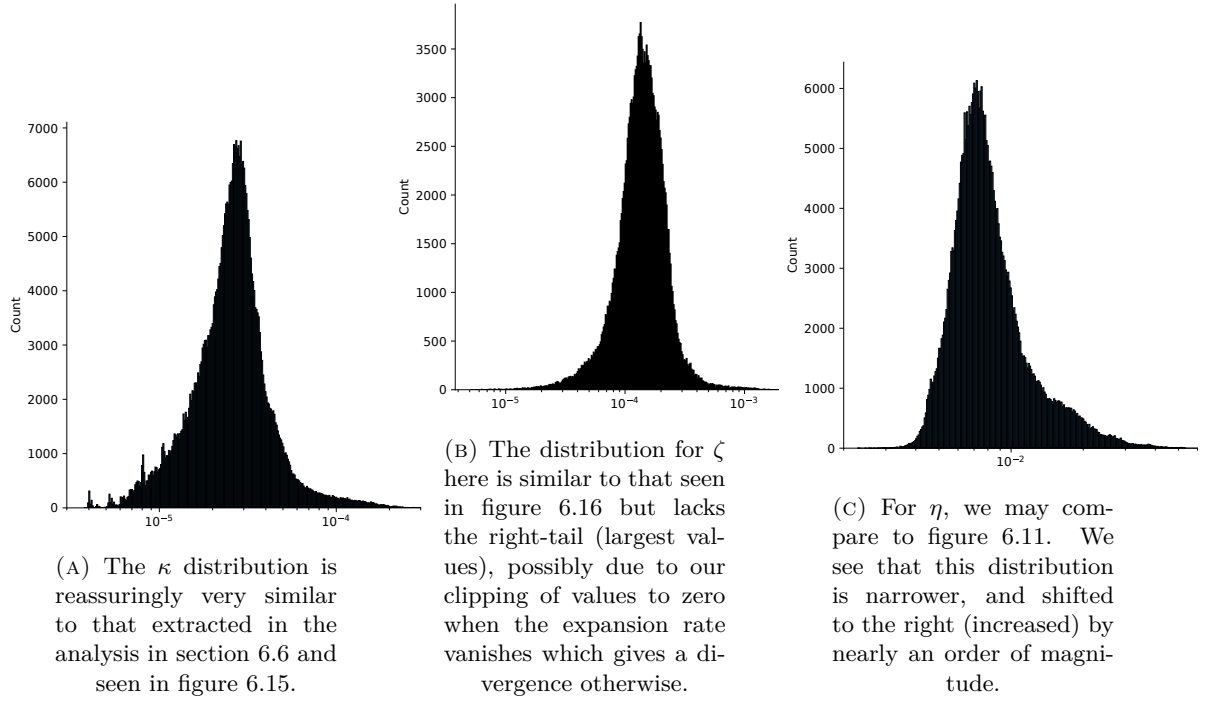 7000
6000
5000
4000
3000
2000
1000
0
Count
10⁻⁵
10⁻⁴
(A) The κ distribution is
reassuringly very similar
to that extracted in the
analysis in section 6.6 and
seen in figure 6.15.
3500
3000
2500
2000
1500
1000
500
0
Count
10⁻⁵
10⁻⁴
10⁻³
(B) The distribution for ζ
here is similar to that seen
in figure 6.16 but lacks
the right-tail (largest val-
ues), possibly due to our
clipping of values to zero
when the expansion rate
vanishes which gives a di-
vergence otherwise.
6000
5000
4000
3000
2000
1000
0
Count
10⁻²
(C) For η, we may com-
pare to figure 6.11. We
see that this distribution
is narrower, and shifted
to the right (increased) by
nearly an order of magni-
tude.